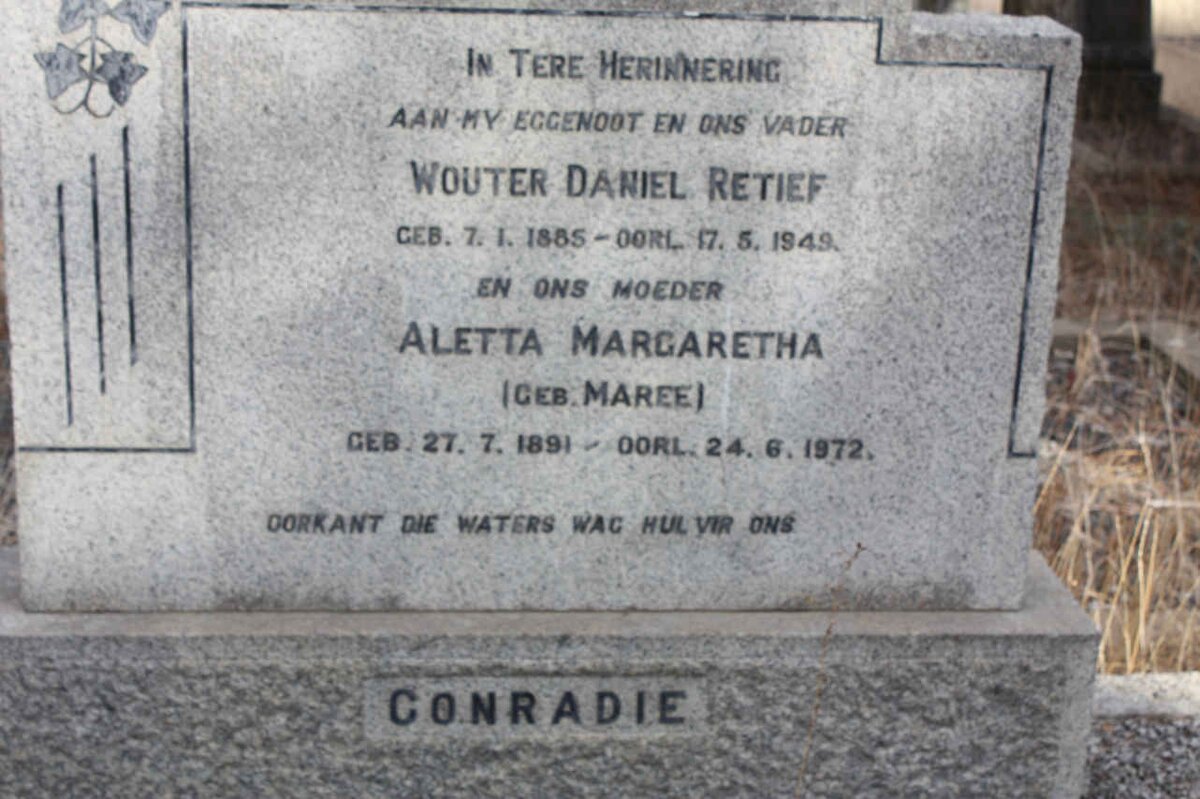 IN TERE HERINNERING
AAN MY EGGENOOT EN ONS VADER
WOUTER DANIEL RETIEF
GEB. 7. 1. 1885 - OORL. 17. 5. 1949.
EN ONS MOEDER
ALETTA MARGARETHA
(GEB. MAREE)
GEB. 27. 7. 1891 - OORL. 24. 6. 1972.
OORKANT DIE WATERS WAG HUL VIR ONS
CONRADIE